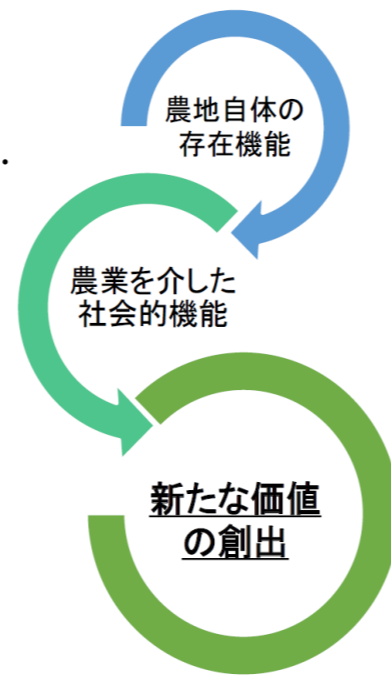 農地自体の
存在機能
.
農業を介した
社会的機能
新たな価値
の創出